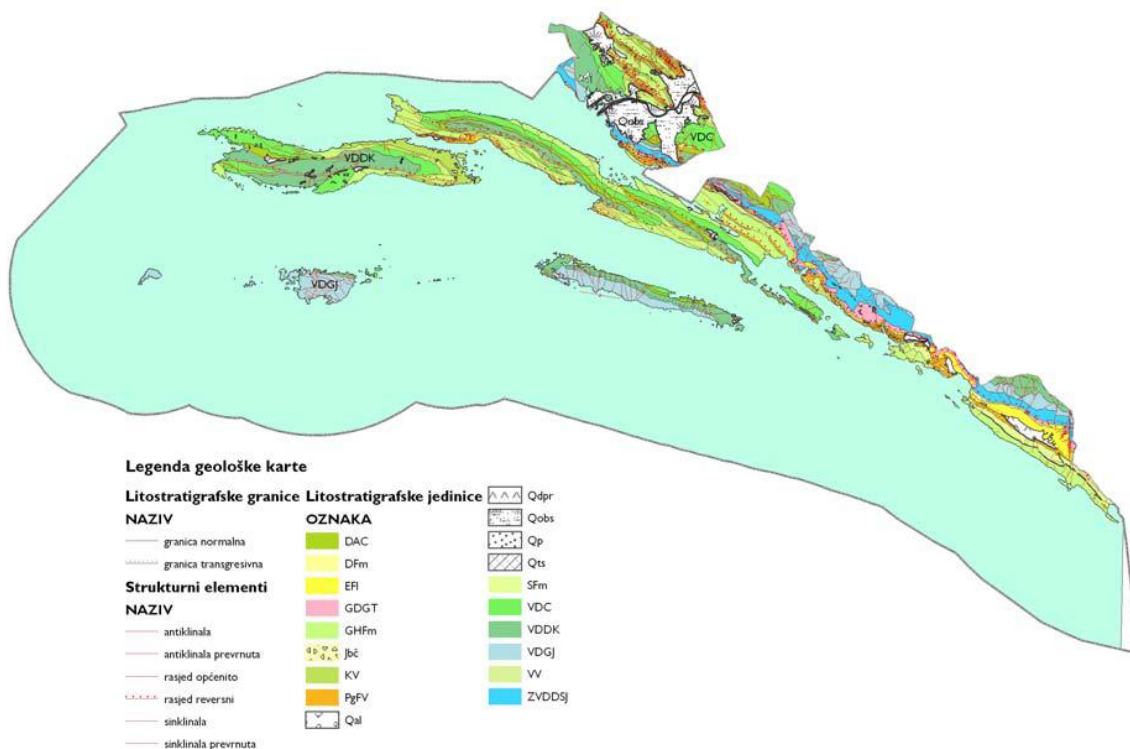 Qobs
VDC
VDDK
VDGJ
Legenda geološke karte
Litostratigrafske granice
NAZIV
granica normalna
granica transgresivna
Strukturni elementi
NAZIV
antiklinala
antiklinala prevrnuta
rasjed općenito
rasjed reversni
sinklinala
sinklinala prevrnuta
Litostratigrafske jedinice
OZNAKA
DAC
DFm
EFl
GDGT
GHFm
Jbč
KV
PgFV
Qal
Qdpr
Qobs
Qp
Qts
SFm
VDC
VDDK
VDGJ
VV
ZVDDSJ